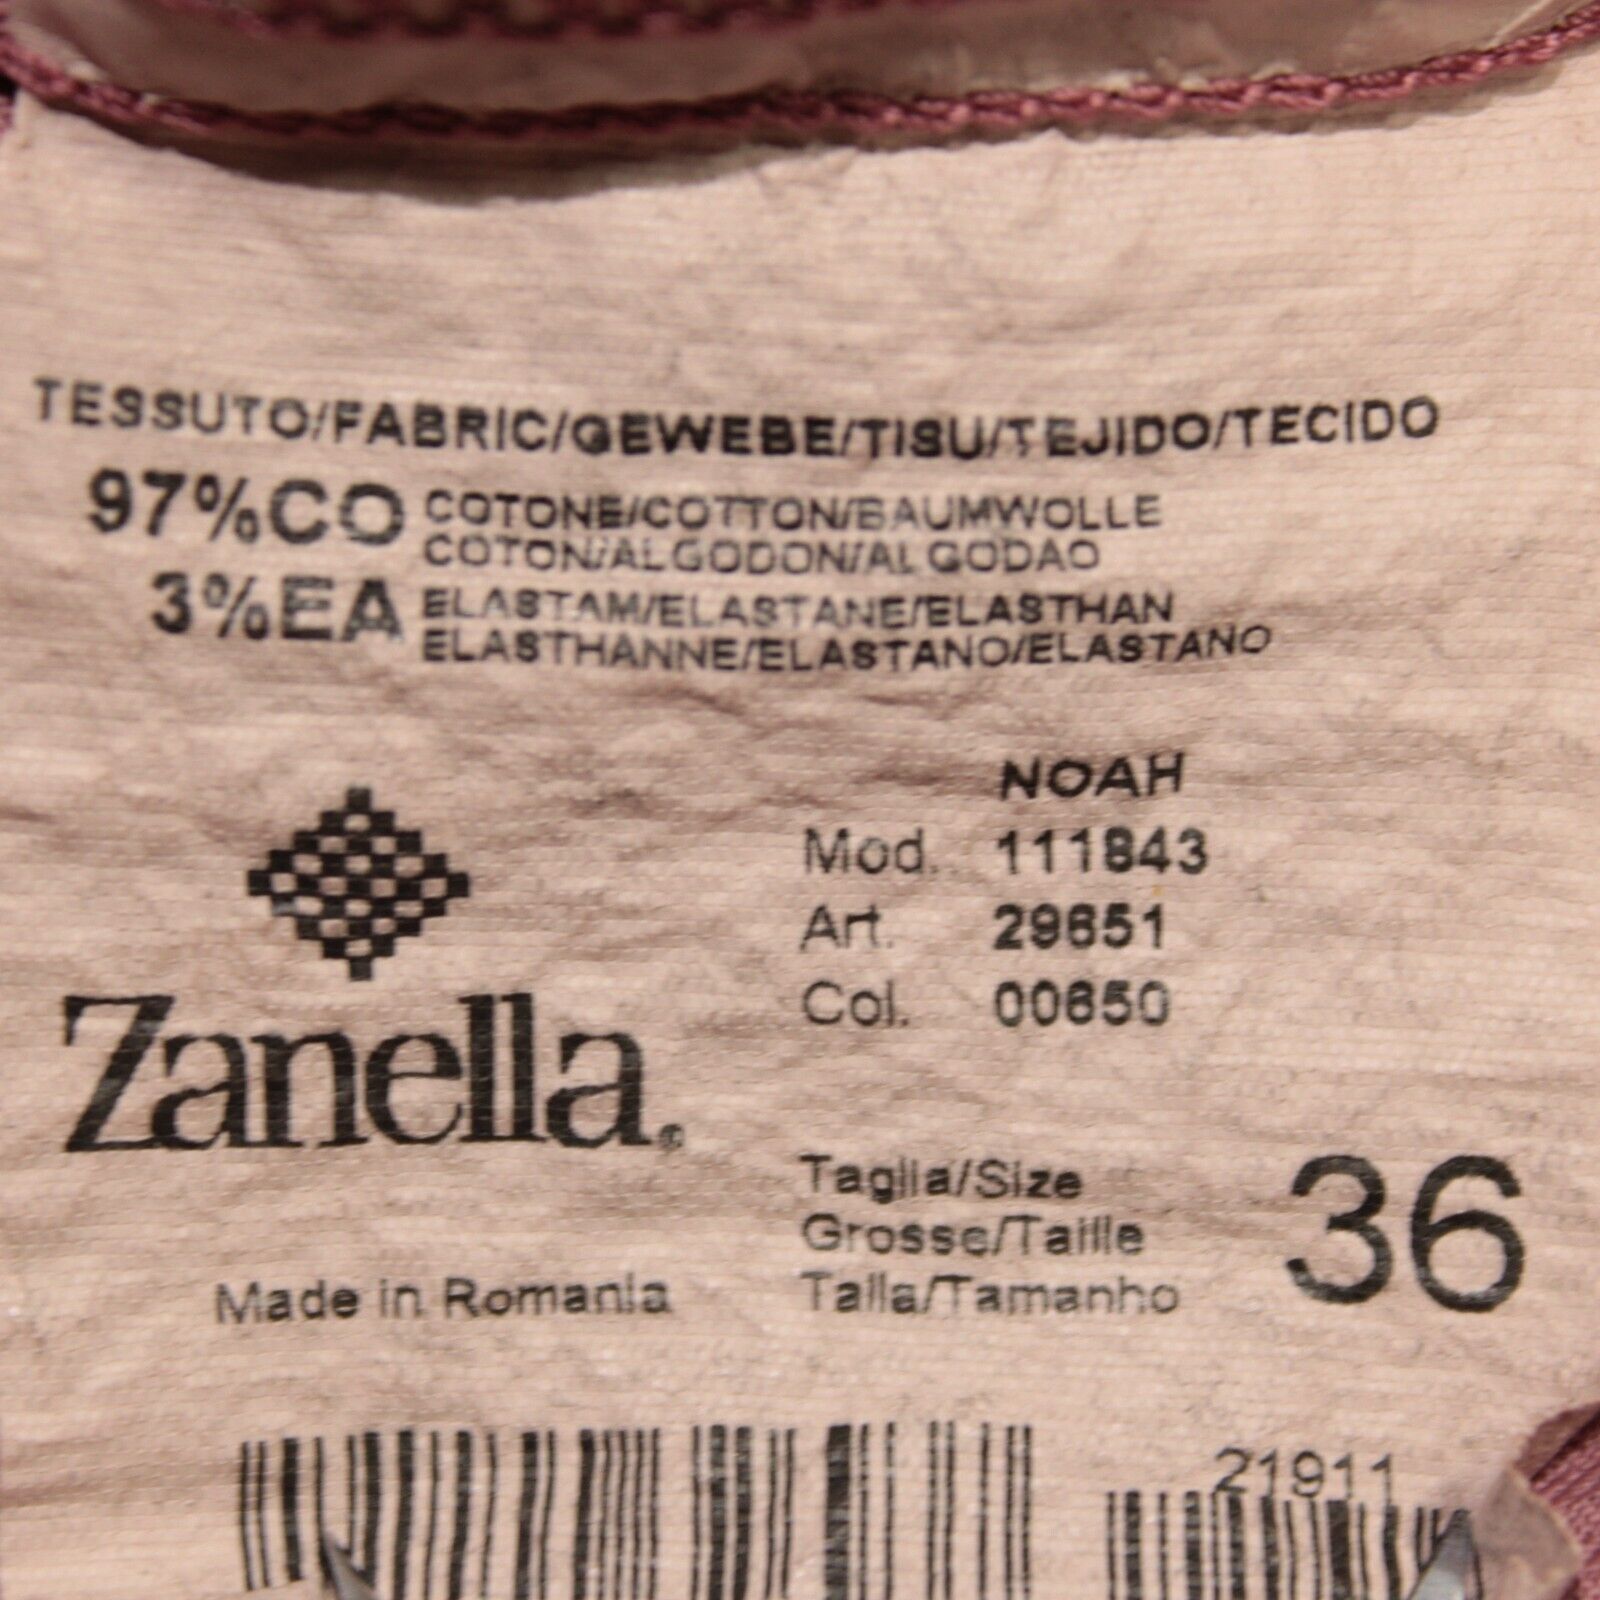 TESSUTO/FABRIC/GEWEBE/TISU/TEJIDO/TECIDO
97%CO COTONE/COTTON/BAUMWOLLE
COTON/ALGODON/ALGODAO
3%EA ELASTAM/ELASTANE/ELASTHAN
ELASTHANNE/ELASTANO/ELASTANO
NOAH
Mod. 111843
Art. 29651
Col. 00650
Zanella
Taglia/Size
Grosse/Taille
Talla/Tamanho
36
Made in Romania
21911